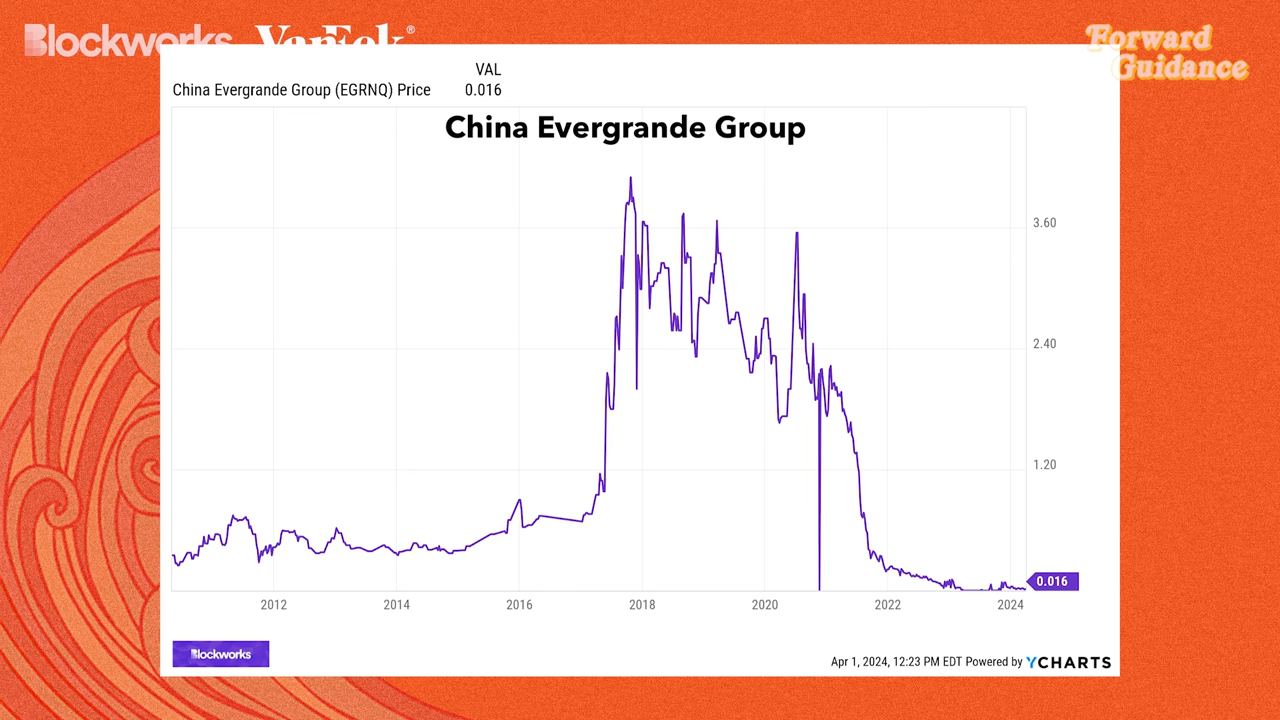 Blockworks
VanEck®
Forward
Guidance
VAL
China Evergrande Group (EGRNQ) Price 0.016
China Evergrande Group
3.60
2.40
1.20
0.016
2012 2014 2016 2018 2020 2022 2024
Blockworks
Apr 1, 2024, 12:23 PM EDT Powered by YCHARTS